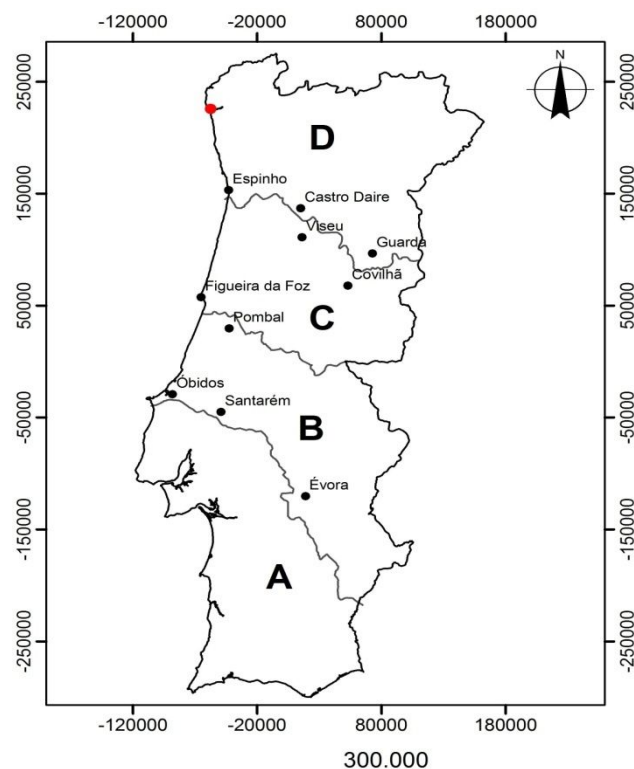 -120000 -20000 80000 180000
N
250000 250000
D
Espinho
Castro Daire
150000 150000
Viseu
Guarda
Covilhã
Figueira da Foz
50000 50000
C
Pombal
Óbidos
Santarém
-50000 -50000
B
Évora
-150000 -150000
A
-250000 -250000
-120000 -20000 80000 180000
300.000